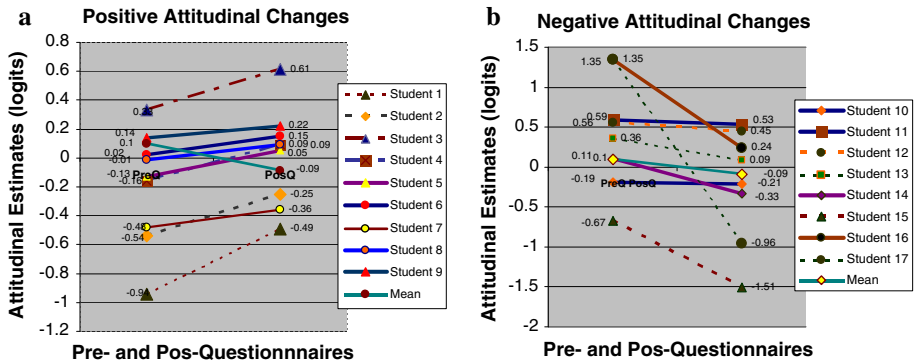 a
Positive Attitudinal Changes
Attitudinal Estimates (logits)
0.8
0.6
0.4
0.2
0
-0.2
-0.4
-0.6
-0.8
-1
-1.2
0.14
0.1
0.02
-0.01
-0.13
-0.16
-0.48
-0.54
PreQ
PosQ
0.61
0.22
0.15
0.09
0.09
0.05
-0.09
-0.25
-0.36
-0.49
Pre- and Pos-Questionnnaires
Student 1
Student 2
Student 3
Student 4
Student 5
Student 6
Student 7
Student 8
Student 9
Mean
b
Negative Attitudinal Changes
Attitudinal Estimates (logits)
1.5
1
0.5
0
-0.5
-1
-1.5
-2
1.35
1.35
0.59
0.56
0.36
0.11
0.1
-0.19
-0.67
PreQ PosQ
0.53
0.45
0.24
0.09
-0.09
-0.21
-0.33
-0.96
-1.51
Pre- and Pos-Questionnaires
Student 10
Student 11
Student 12
Student 13
Student 14
Student 15
Student 16
Student 17
Mean